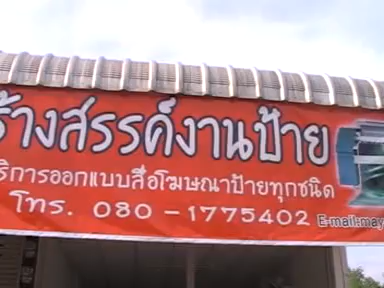 ร้างสรรค์งานป้าย
ริการออกแบบสื่อโฆษณาป้ายทุกชนิด
โทร. 080-1775402 E-mail:may